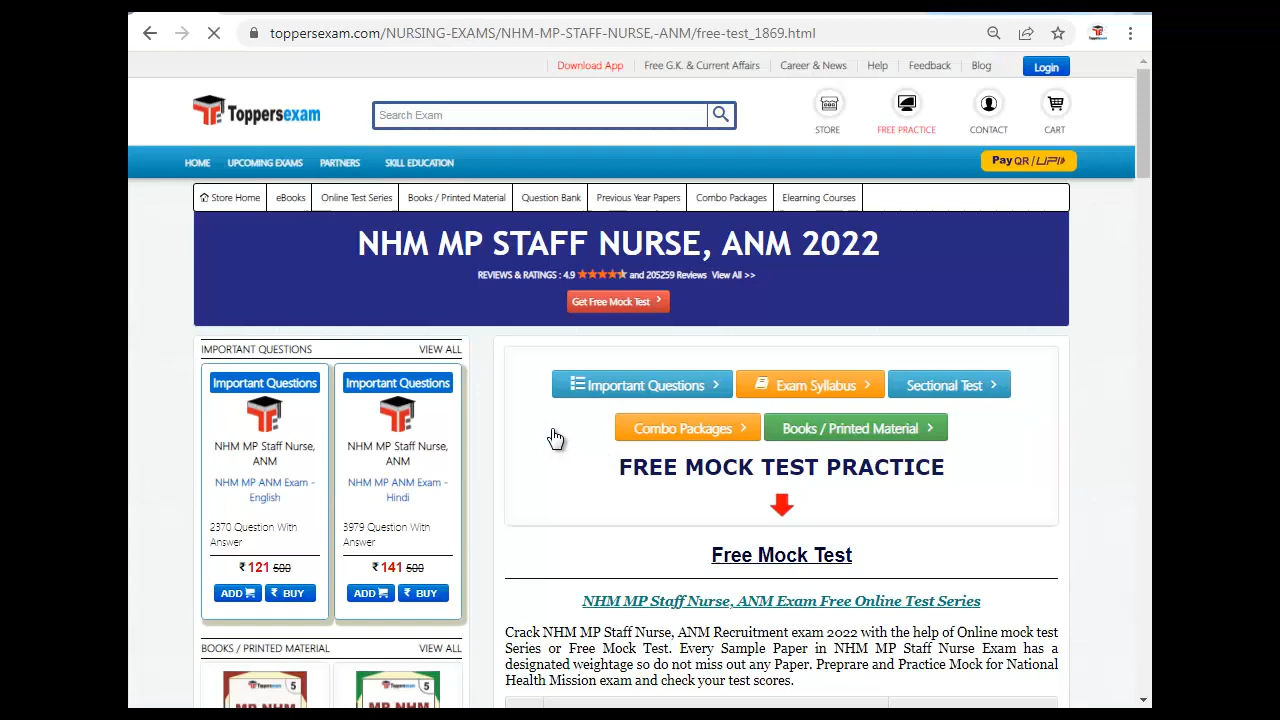 toppersexam.com/NURSING-EXAMS/NHM-MP-STAFF-NURSE,-ANM/free-test_1869.html
Download App Free G.K. & Current Affairs Career & News Help Feedback Blog Login
Toppersexam
Search Exam
STORE FREE PRACTICE CONTACT CART
HOME UPCOMING EXAMS PARTNERS SKILL EDUCATION
Pay QR / UPI
Store Home eBooks Online Test Series Books / Printed Material Question Bank Previous Year Papers Combo Packages Elearning Courses
NHM MP STAFF NURSE, ANM 2022
REVIEWS & RATINGS : 4.9 and 205259 Reviews View All >>
Get Free Mock Test
IMPORTANT QUESTIONS VIEW ALL
Important Questions
NHM MP Staff Nurse,
ANM
NHM MP ANM Exam -
English
2370 Question With
Answer
₹ 121 500
ADD ₹ BUY
Important Questions
NHM MP Staff Nurse,
ANM
NHM MP ANM Exam -
Hindi
3979 Question With
Answer
₹ 141 500
ADD ₹ BUY
BOOKS / PRINTED MATERIAL VIEW ALL
Toppersexam 5
MP NHM
Toppersexam 5
MP NHM
Important Questions Exam Syllabus Sectional Test
Combo Packages Books / Printed Material
FREE MOCK TEST PRACTICE
Free Mock Test
NHM MP Staff Nurse, ANM Exam Free Online Test Series
Crack NHM MP Staff Nurse, ANM Recruitment exam 2022 with the help of Online mock test
Series or Free Mock Test. Every Sample Paper in NHM MP Staff Nurse Exam has a
designated weightage so do not miss out any Paper. Preprare and Practice Mock for National
Health Mission exam and check your test scores.